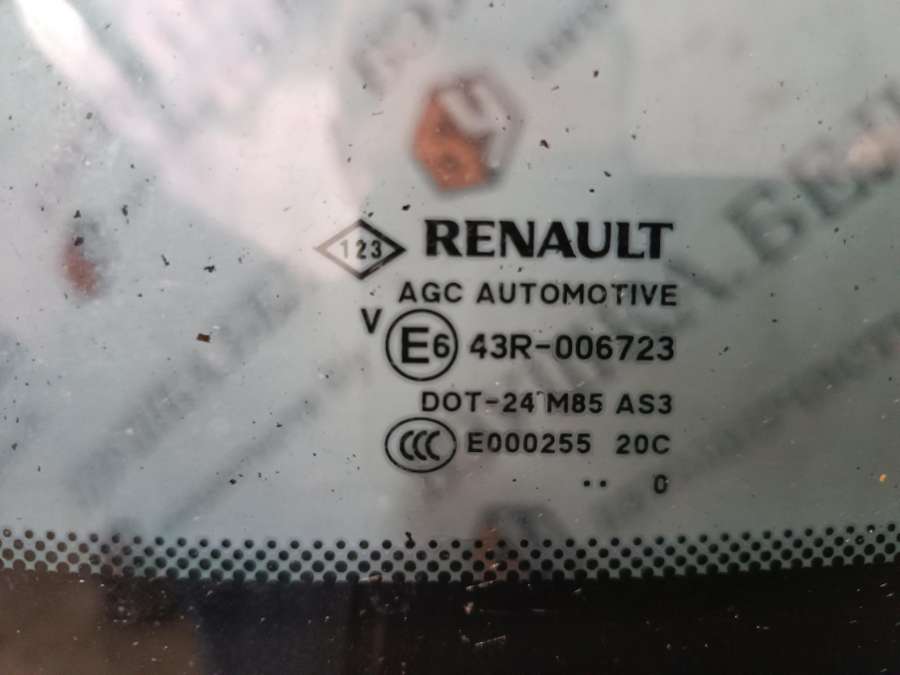 123 RENAULT
AGC AUTOMOTIVE
V E6 43R-006723
DOT-24 M85 AS3
CCC E000255 20C
.. 0